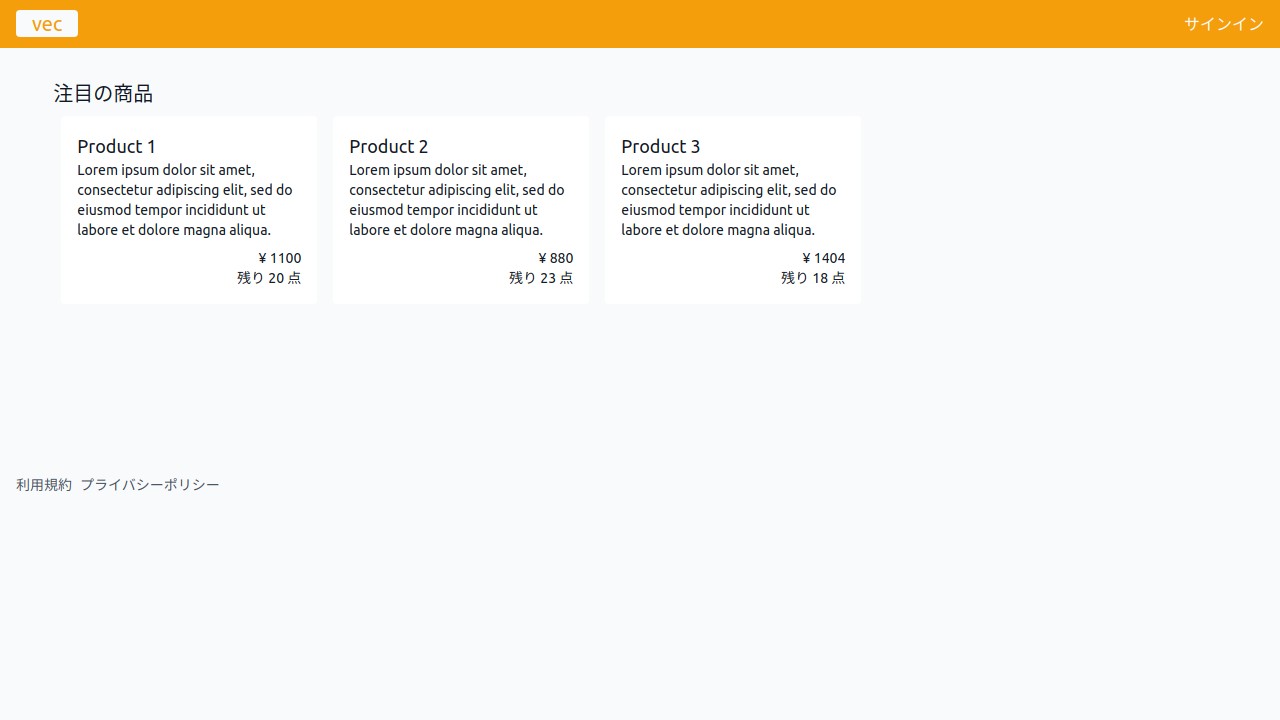 vec
サインイン
注目の商品
Product 1
Lorem ipsum dolor sit amet,
consectetur adipiscing elit, sed do
eiusmod tempor incididunt ut
labore et dolore magna aliqua.
¥ 1100
残り 20 点
Product 2
Lorem ipsum dolor sit amet,
consectetur adipiscing elit, sed do
eiusmod tempor incididunt ut
labore et dolore magna aliqua.
¥ 880
残り 23 点
Product 3
Lorem ipsum dolor sit amet,
consectetur adipiscing elit, sed do
eiusmod tempor incididunt ut
labore et dolore magna aliqua.
¥ 1404
残り 18 点
利用規約 プライバシーポリシー